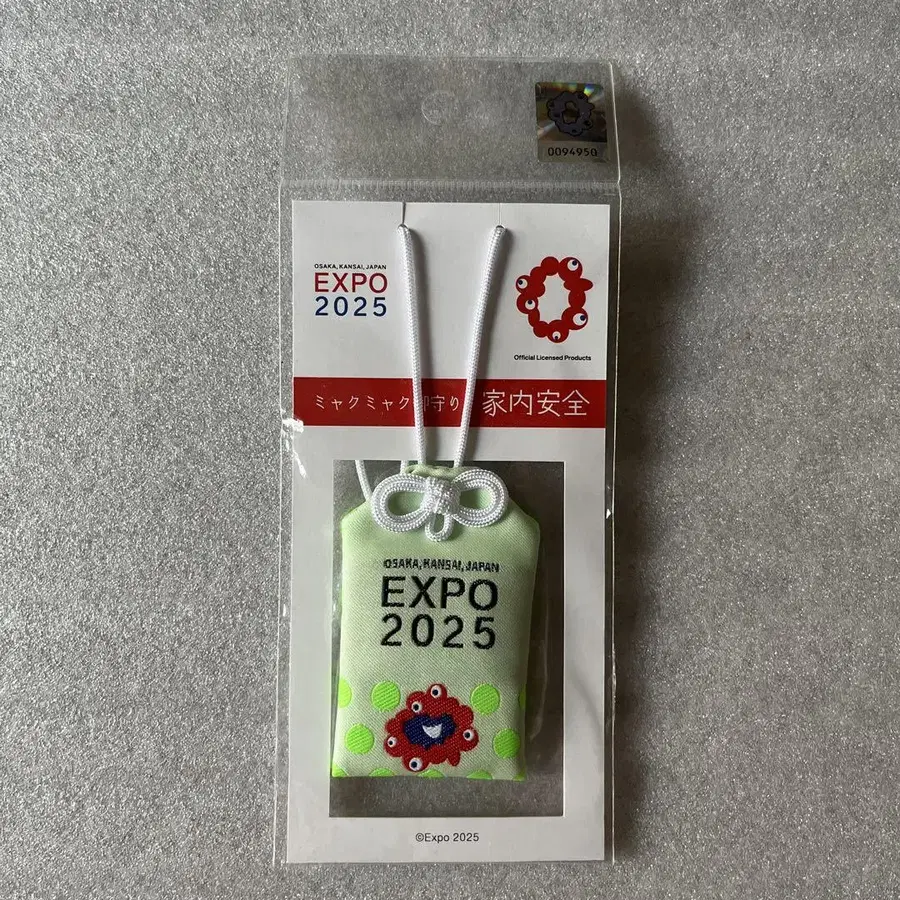 0094950
OSAKA, KANSAI, JAPAN
EXPO
2025
Official Licensed Products
ミャクミャク御守り 家内安全
OSAKA, KANSAI, JAPAN
EXPO
2025
©Expo 2025